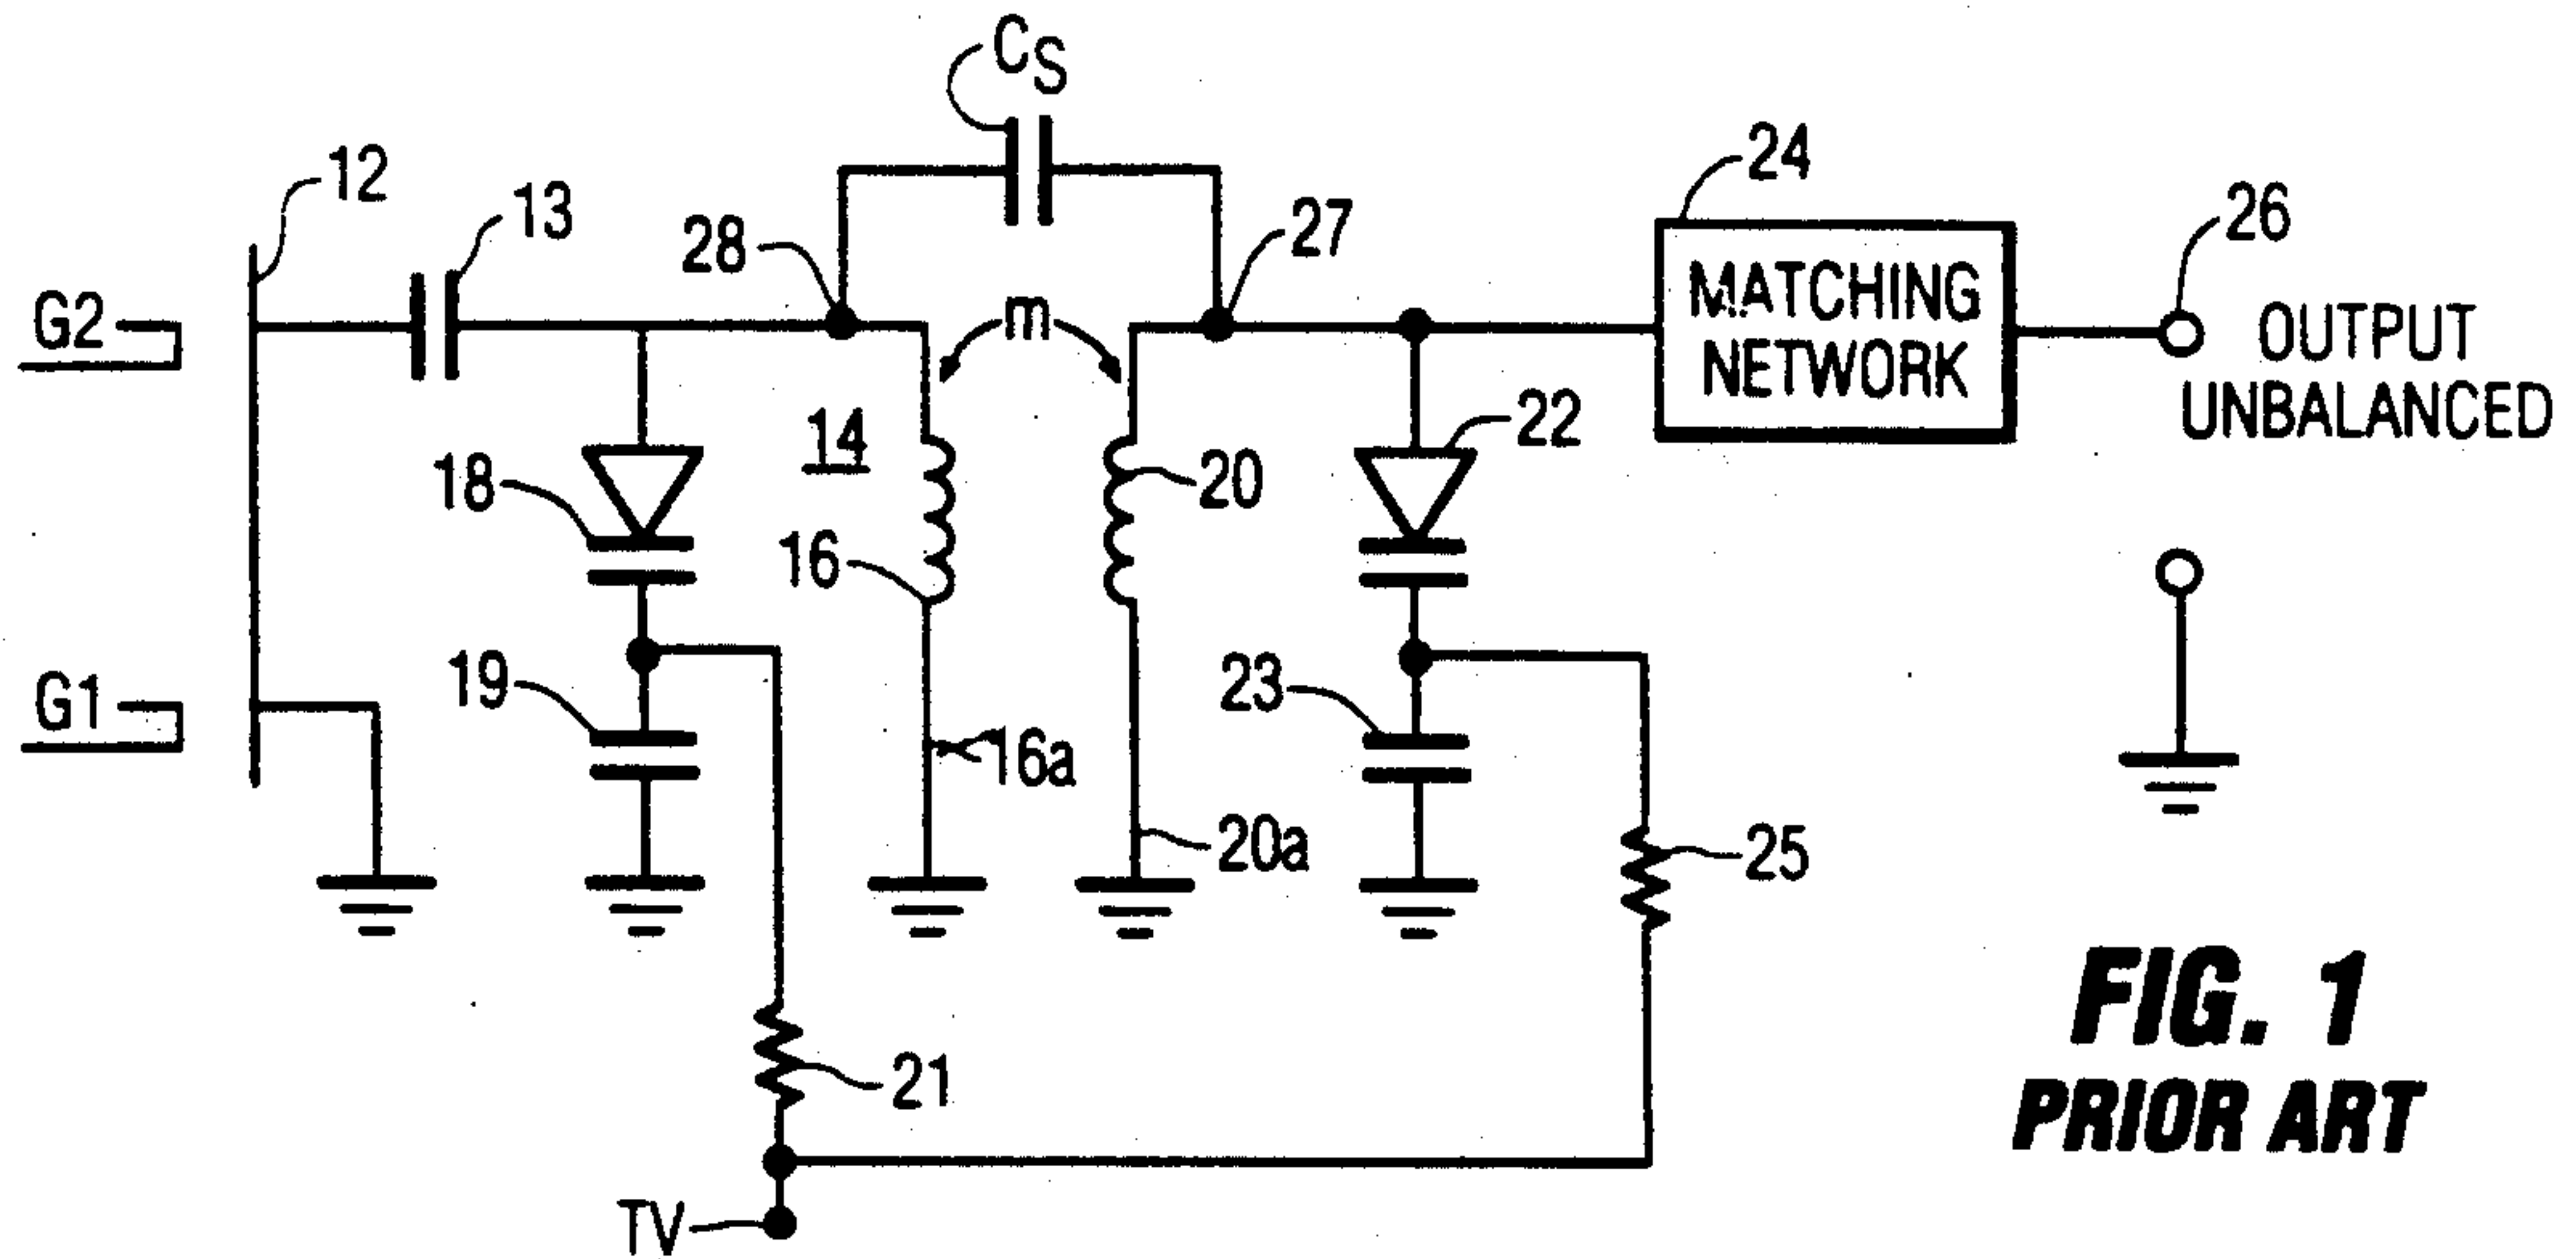 CS
12
13
28
27
24
26
G2
m
MATCHING
NETWORK
OUTPUT
UNBALANCED
14
22
18
20
16
19
23
G1
16a
20a
25
21
TV
FIG. 1
PRIOR ART